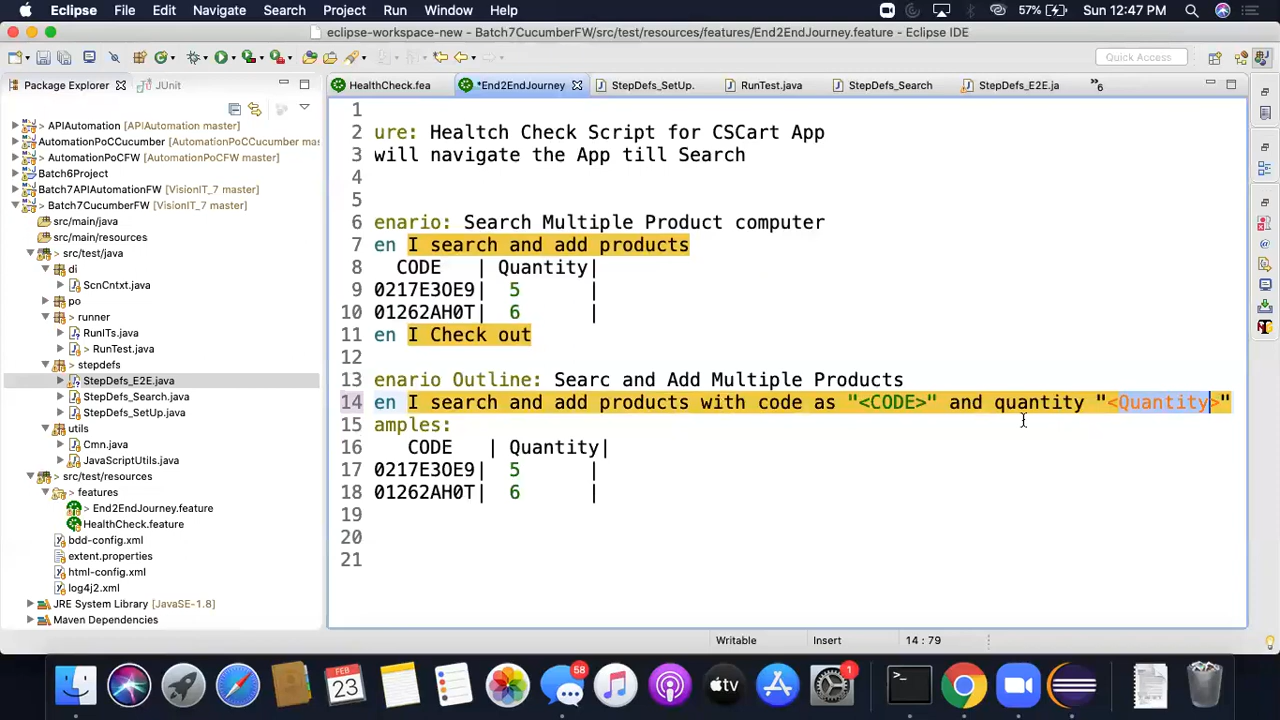 Eclipse File Edit Navigate Search Project Run Window Help 57% Sun 12:47 PM
eclipse-workspace-new - Batch7CucumberFW/src/test/resources/features/End2EndJourney.feature - Eclipse IDE
Quick Access
Package Explorer JUnit
HealthCheck.fea *End2EndJourney StepDefs_SetUp. RunTest.java StepDefs_Search StepDefs_E2E.ja »6
> APIAutomation [APIAutomation master]
AutomationPoCCucumber [AutomationPoCCucumber mas
> AutomationPoCFW [AutomationPoCFW master]
Batch6Project
Batch7APIAutomationFW [VisionIT_7 master]
Batch7CucumberFW [VisionIT_7 master]
src/main/java
src/main/resources
> src/test/java
di
> ScnCntxt.java
po
runner
RunITs.java
> RunTest.java
> stepdefs
StepDefs_E2E.java
StepDefs_Search.java
StepDefs_SetUp.java
utils
Cmn.java
JavaScriptUtils.java
> src/test/resources
> features
> End2EndJourney.feature
HealthCheck.feature
bdd-config.xml
extent.properties
html-config.xml
log4j2.xml
JRE System Library [JavaSE-1.8]
Maven Dependencies
1
2 ure: Healtch Check Script for CSCart App
3 will navigate the App till Search
4
5
6 enario: Search Multiple Product computer
7 en I search and add products
8 CODE | Quantity|
9 0217E3OE9| 5 |
10 01262AH0T| 6 |
11 en I Check out
12
13 enario Outline: Searc and Add Multiple Products
14 en I search and add products with code as "<CODE>" and quantity "<Quantity>"
15 amples:
16 CODE | Quantity|
17 0217E3OE9| 5 |
18 01262AH0T| 6 |
19
20
21
Writable Insert 14 : 79
FEB
23
58
tv
1